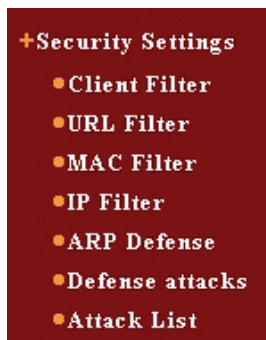 +Security Settings
•Client Filter
•URL Filter
•MAC Filter
•IP Filter
•ARP Defense
•Defense attacks
•Attack List